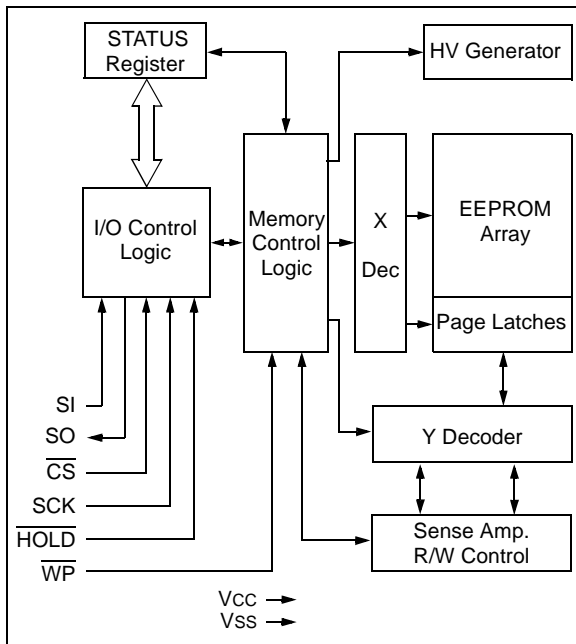 STATUS
Register
HV Generator
I/O Control
Logic
Memory
Control
Logic
X
Dec
EEPROM
Array
Page Latches
SI
SO
CS
SCK
HOLD
WP
Y Decoder
Sense Amp.
R/W Control
VCC
VSS